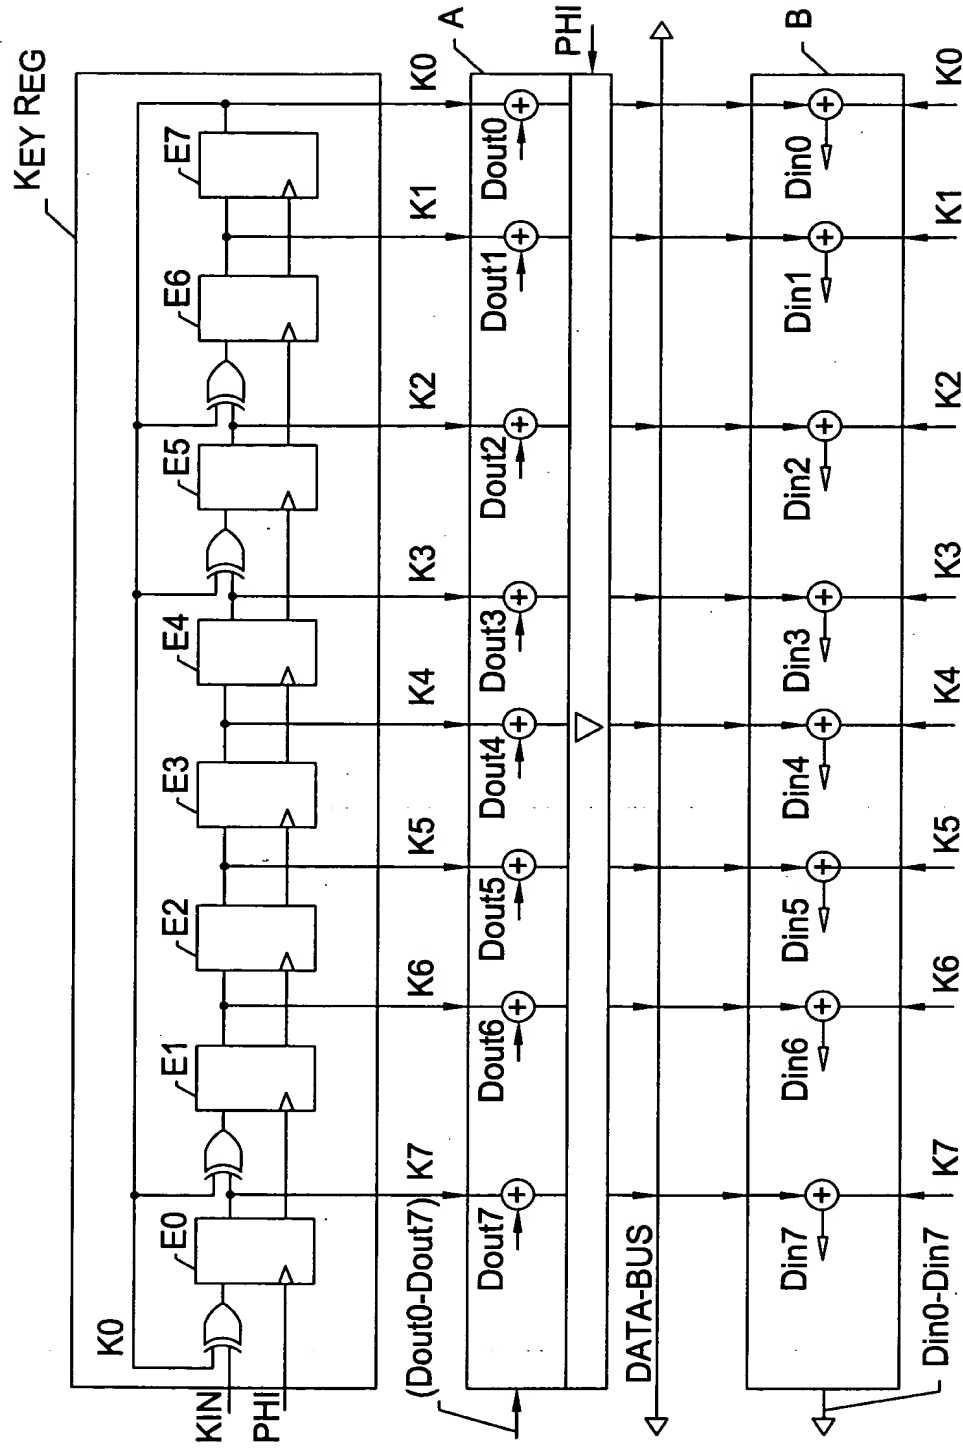 KEY REG
K0
KIN
PHI
E0
E1
E2
E3
E4
E5
E6
E7
K7
K6
K5
K4
K3
K2
K1
K0
A
(Dout0-Dout7)
Dout7
Dout6
Dout5
Dout4
Dout3
Dout2
Dout1
Dout0
PHI
DATA-BUS
B
Din7
Din6
Din5
Din4
Din3
Din2
Din1
Din0
Din0-Din7
K7
K6
K5
K4
K3
K2
K1
K0